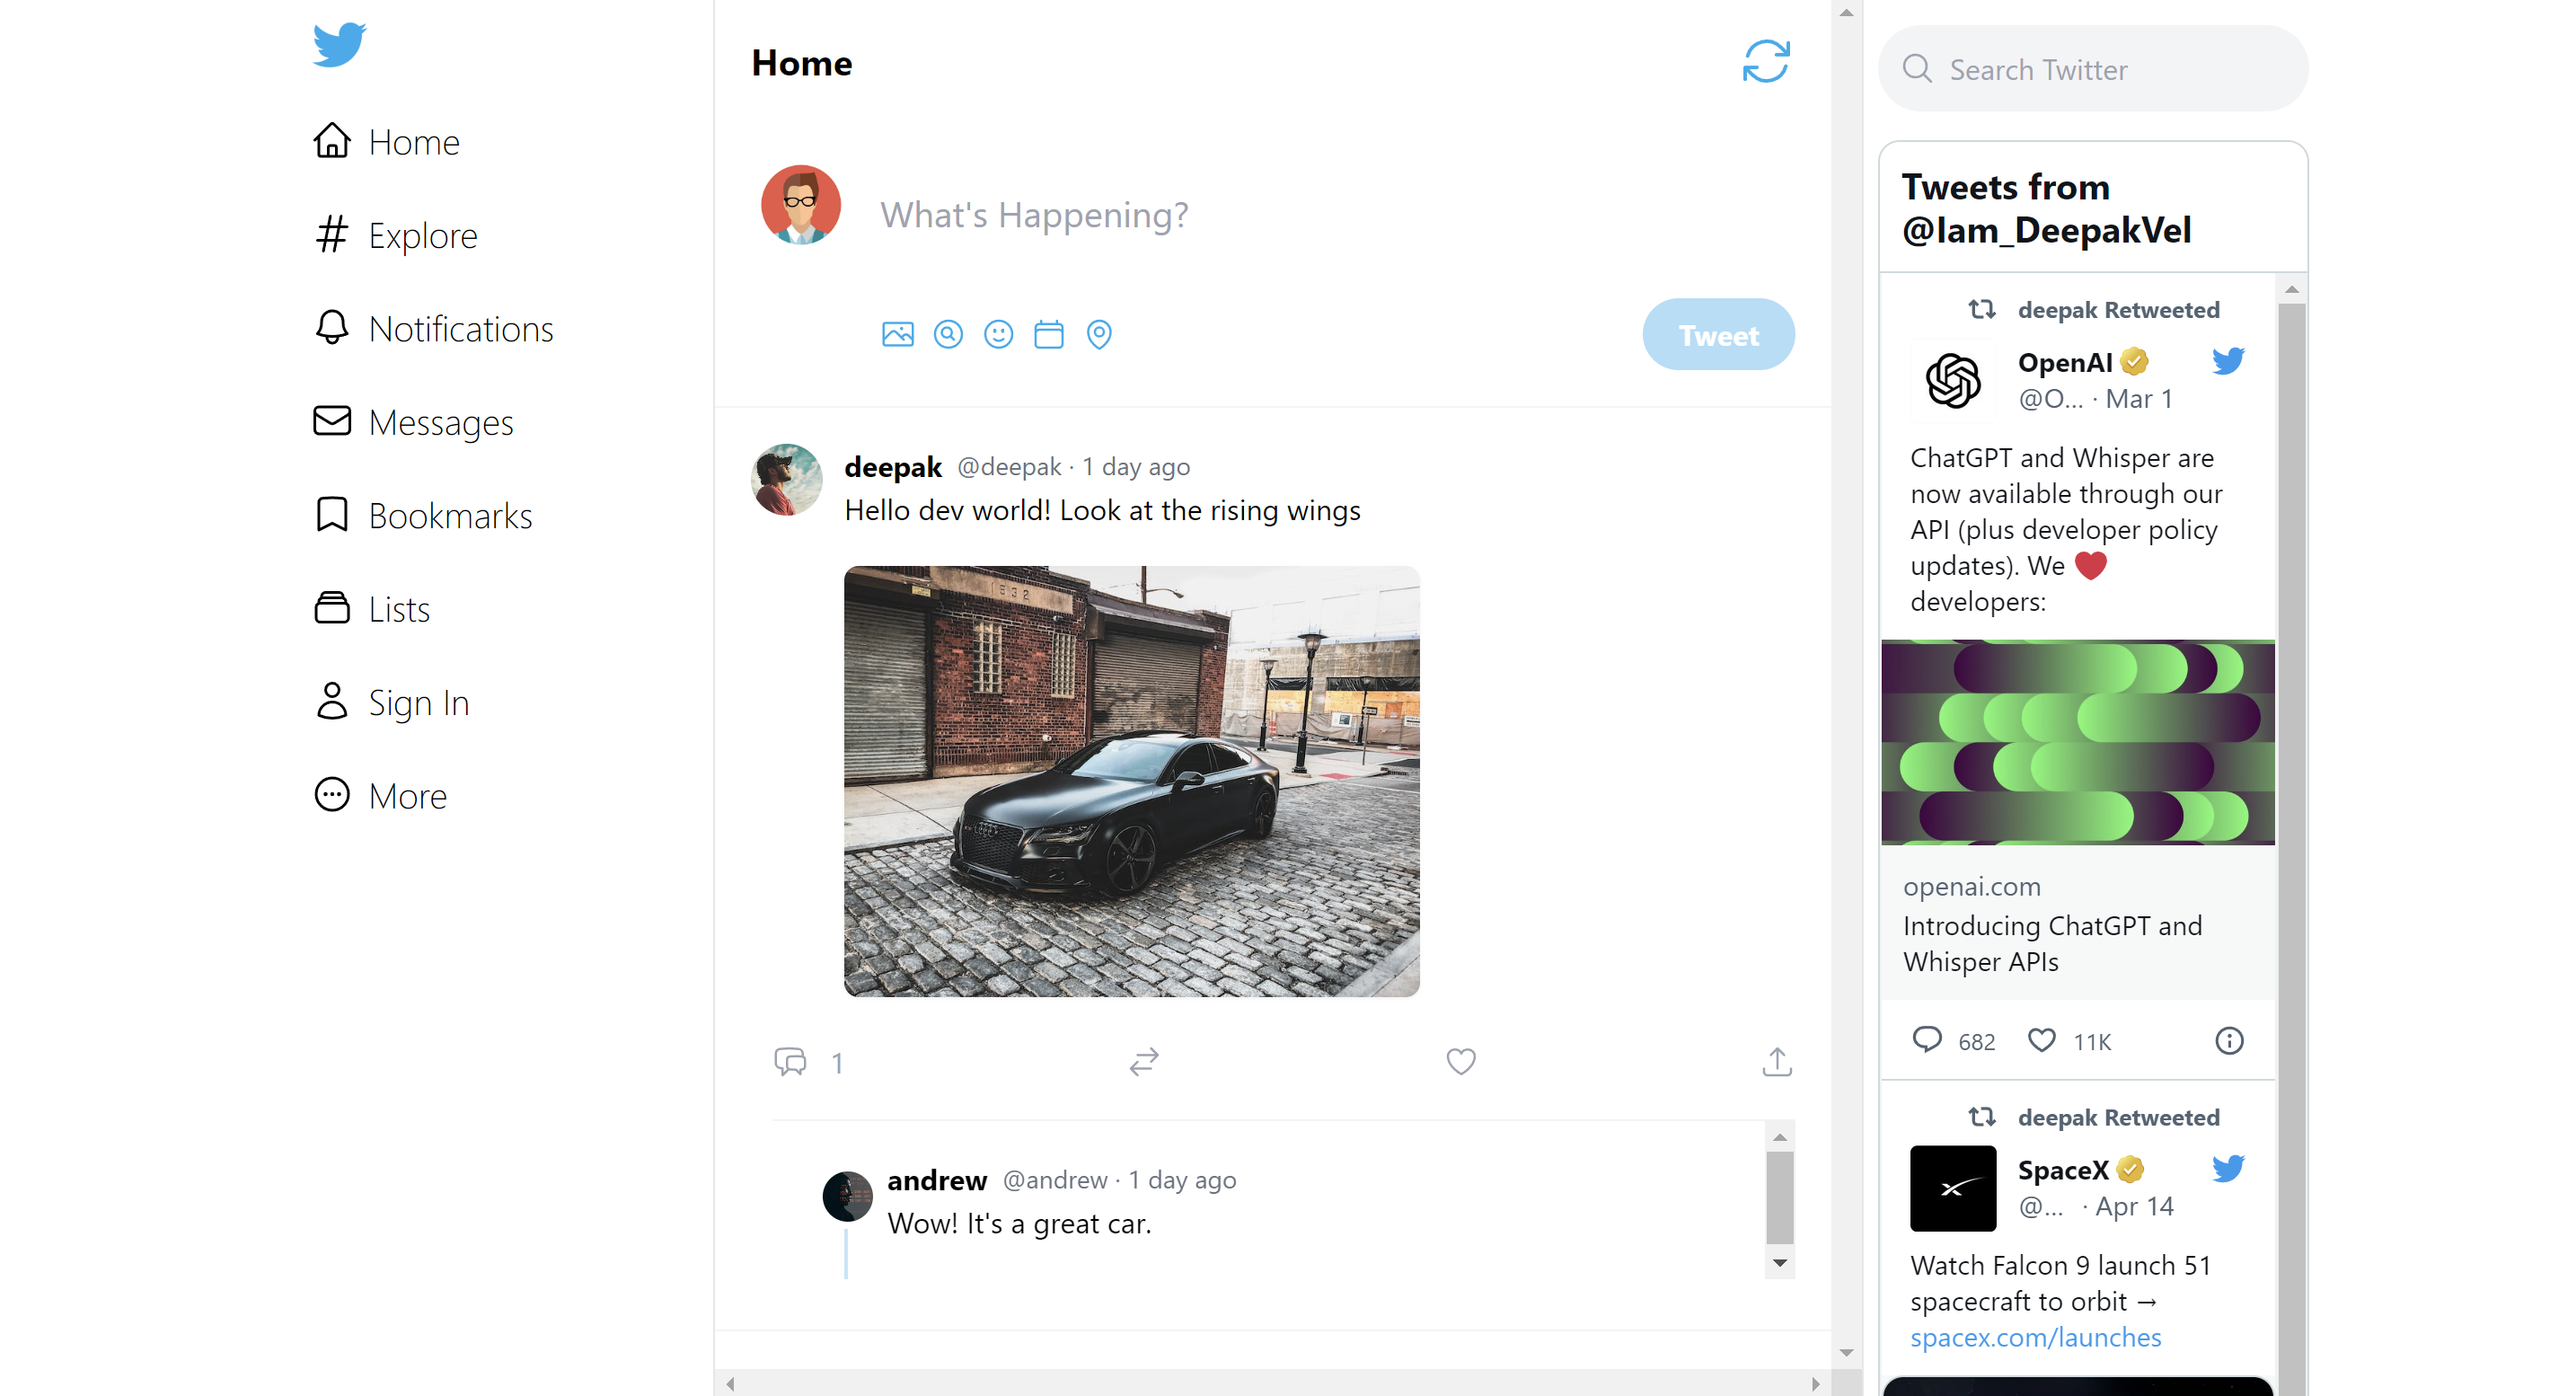 Home
Explore
Notifications
Messages
Bookmarks
Lists
Sign In
More
Home
What's Happening?
Tweet
deepak @deepak · 1 day ago
Hello dev world! Look at the rising wings
1832
1
andrew @andrew · 1 day ago
Wow! It's a great car.
Search Twitter
Tweets from
@Iam_DeepakVel
deepak Retweeted
OpenAI
@O... · Mar 1
ChatGPT and Whisper are
now available through our
API (plus developer policy
updates). We ❤️
developers:
openai.com
Introducing ChatGPT and
Whisper APIs
682 11K
deepak Retweeted
SpaceX
@... · Apr 14
Watch Falcon 9 launch 51
spacecraft to orbit →
spacex.com/launches